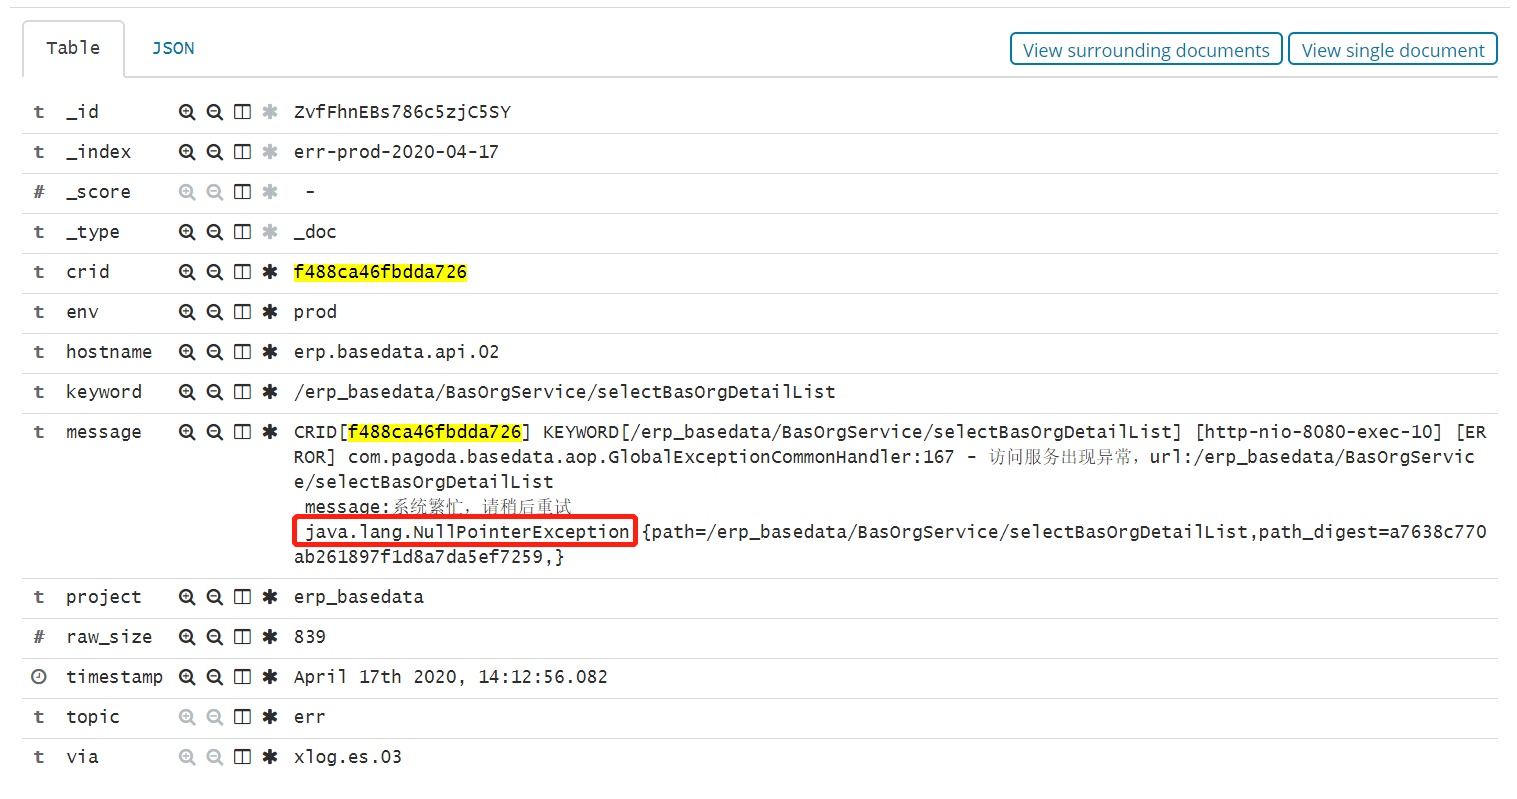 Table JSON View surrounding documents View single document
t _id ZvfFhnEBs786c5zjC5SY
t _index err-prod-2020-04-17
# _score -
t _type _doc
t crid f488ca46fbdda726
t env prod
t hostname erp.basedata.api.02
t keyword /erp_basedata/BasOrgService/selectBasOrgDetailList
t message CRID[f488ca46fbdda726] KEYWORD[/erp_basedata/BasOrgService/selectBasOrgDetailList] [http-nio-8080-exec-10] [ER
ROR] com.pagoda.basedata.aop.GlobalExceptionCommonHandler:167 - 访问服务出现异常，url:/erp_basedata/BasOrgServic
e/selectBasOrgDetailList
message:系统繁忙，请稍后重试
java.lang.NullPointerException {path=/erp_basedata/BasOrgService/selectBasOrgDetailList,path_digest=a7638c770
ab261897f1d8a7da5ef7259,}
t project erp_basedata
# raw_size 839
timestamp April 17th 2020, 14:12:56.082
t topic err
t via xlog.es.03